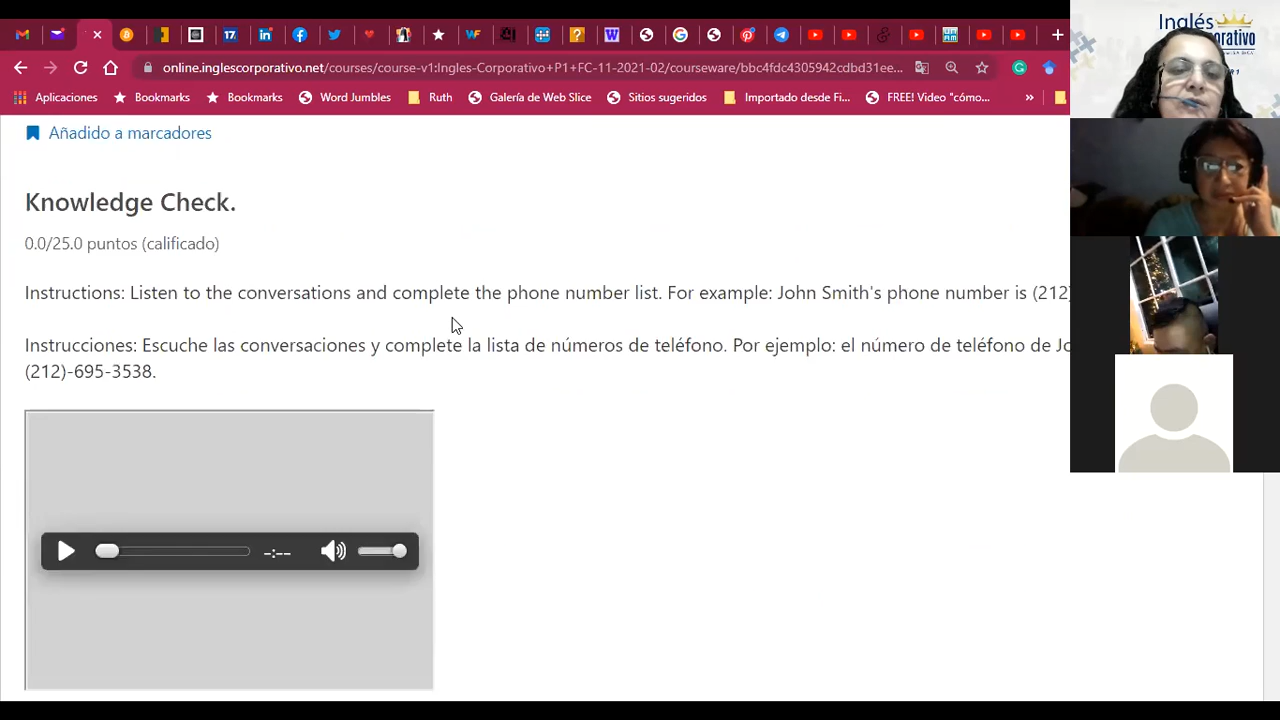 Inglés
online.inglescorporativo.net/courses/course-v1:Ingles-Corporativo+P1+FC-11-2021-02/courseware/bbc4fdc4305942cdbd31ee...
Aplicaciones Bookmarks Bookmarks Word Jumbles Ruth Galería de Web Slice Sitios sugeridos Importado desde Fi... FREE! Video "cómo... »
Añadido a marcadores
Knowledge Check.
0.0/25.0 puntos (calificado)
Instructions: Listen to the conversations and complete the phone number list. For example: John Smith's phone number is (212)
Instrucciones: Escuche las conversaciones y complete la lista de números de teléfono. Por ejemplo: el número de teléfono de Jo
(212)-695-3538.
-:--